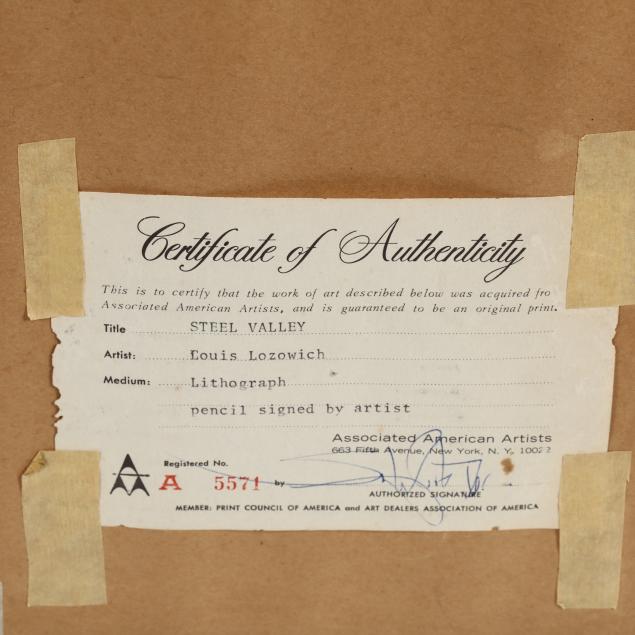 Certificate of Authenticity
This is to certify that the work of art described below was acquired fro
Associated American Artists, and is guaranteed to be an original print.
Title STEEL VALLEY
Artist: Louis Lozowich
Medium: Lithograph
pencil signed by artist
Associated American Artists
663 Fifth Avenue, New York, N. Y. 10022
Registered No.
A 5571 by
AUTHORIZED SIGNATURE
MEMBER: PRINT COUNCIL OF AMERICA and ART DEALERS ASSOCIATION OF AMERICA